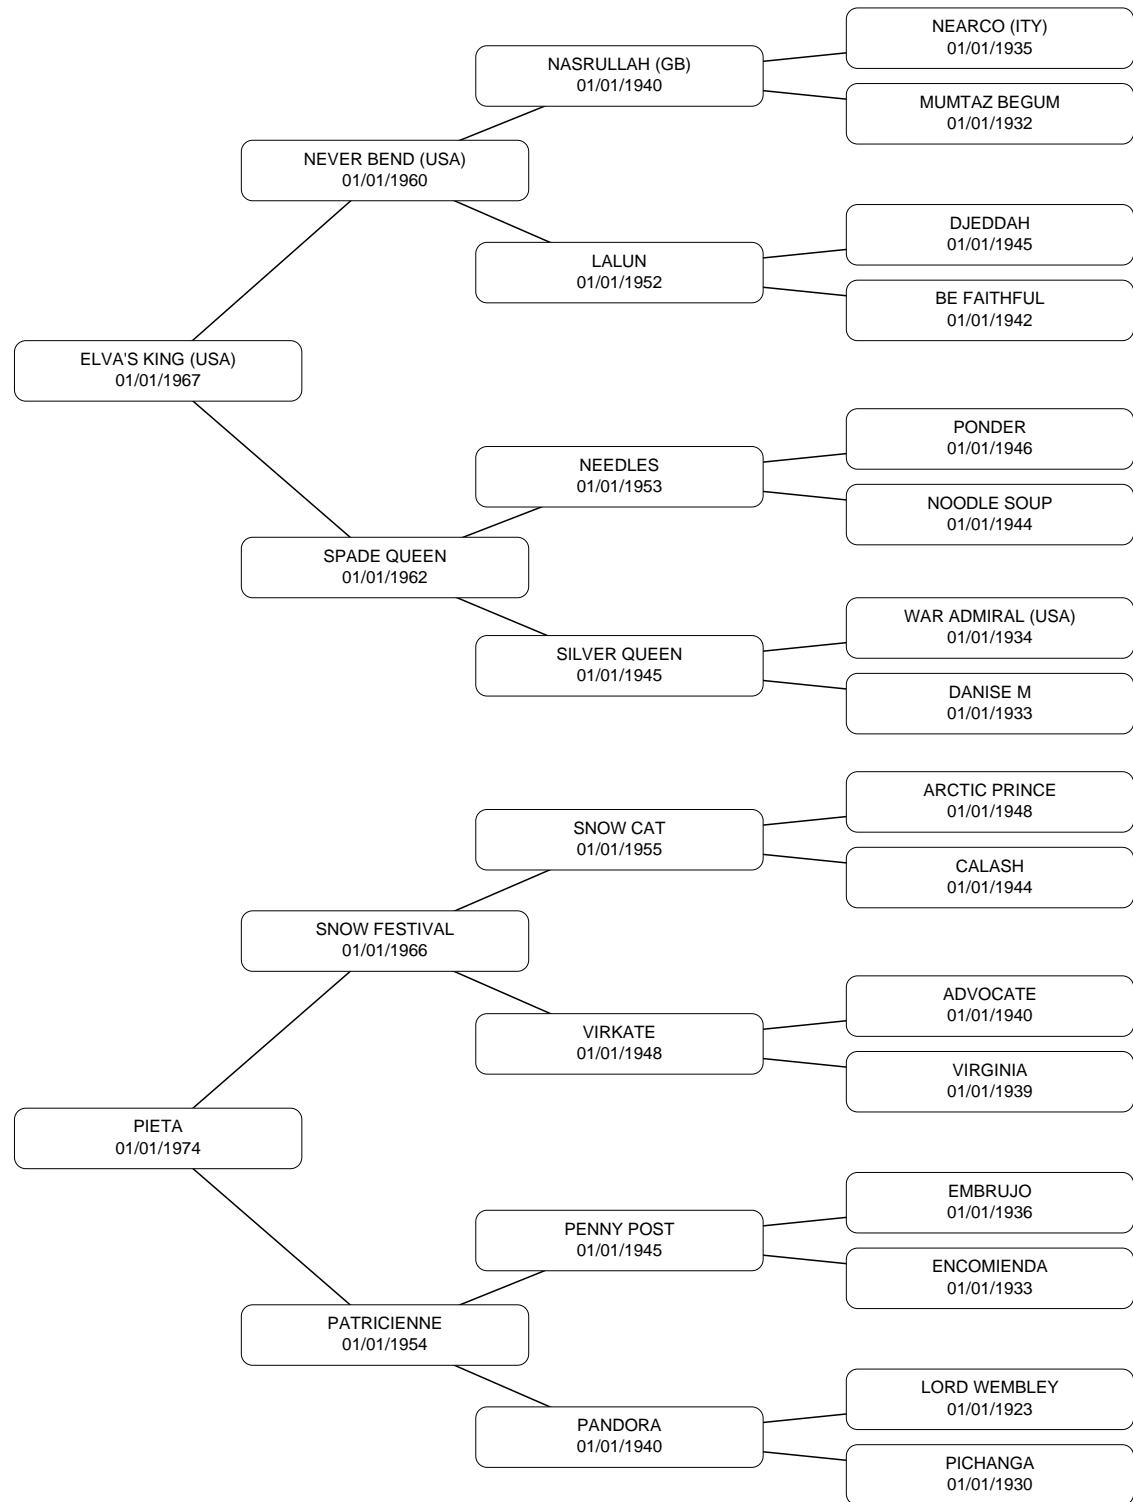 NEARCO (ITY)
01/01/1935
NASRULLAH (GB)
01/01/1940
MUMTAZ BEGUM
01/01/1932
NEVER BEND (USA)
01/01/1960
DJEDDAH
01/01/1945
LALUN
01/01/1952
BE FAITHFUL
01/01/1942
ELVA'S KING (USA)
01/01/1967
PONDER
01/01/1946
NEEDLES
01/01/1953
NOODLE SOUP
01/01/1944
SPADE QUEEN
01/01/1962
WAR ADMIRAL (USA)
01/01/1934
SILVER QUEEN
01/01/1945
DANISE M
01/01/1933
ARCTIC PRINCE
01/01/1948
SNOW CAT
01/01/1955
CALASH
01/01/1944
SNOW FESTIVAL
01/01/1966
ADVOCATE
01/01/1940
VIRKATE
01/01/1948
VIRGINIA
01/01/1939
PIETA
01/01/1974
EMBRUJO
01/01/1936
PENNY POST
01/01/1945
ENCOMIENDA
01/01/1933
PATRICIENNE
01/01/1954
LORD WEMBLEY
01/01/1923
PANDORA
01/01/1940
PICHANGA
01/01/1930